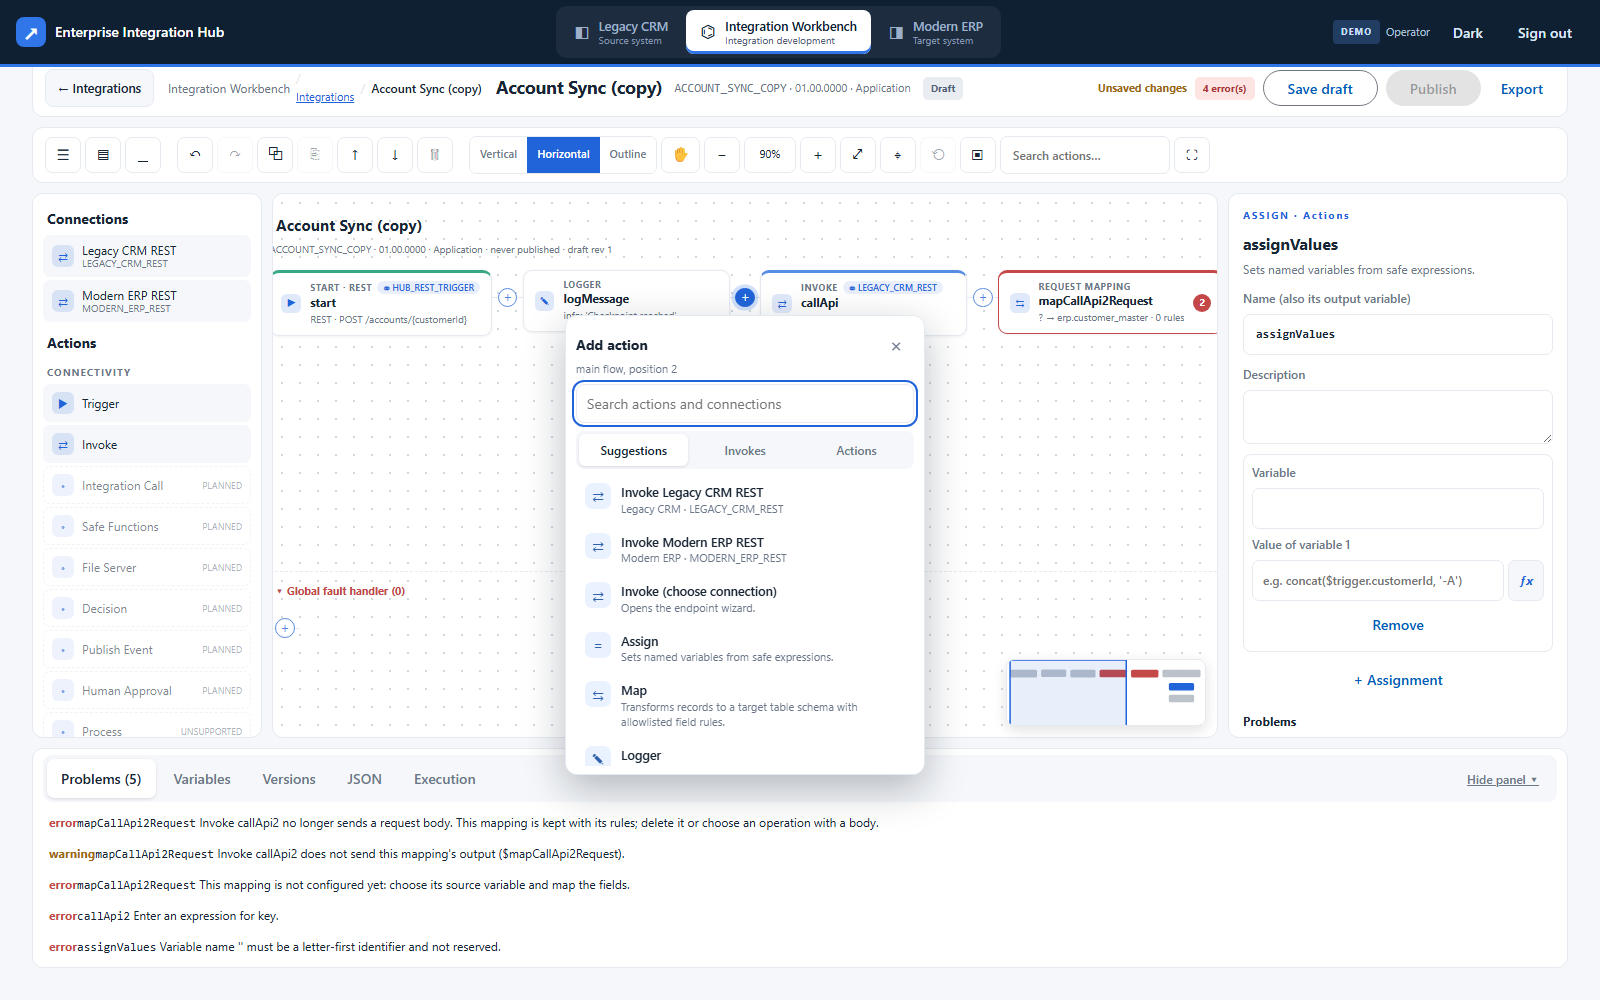 Enterprise Integration Hub
Legacy CRM
Source system
Integration Workbench
Integration development
Modern ERP
Target system
DEMO
Operator
Dark
Sign out
← Integrations
Integration Workbench
/
Integrations
/
Account Sync (copy)
Account Sync (copy)
ACCOUNT_SYNC_COPY · 01.00.0000 · Application
Draft
Unsaved changes
4 error(s)
Save draft
Publish
Export
Vertical
Horizontal
Outline
90%
Search actions...
Connections
Legacy CRM REST
LEGACY_CRM_REST
Modern ERP REST
MODERN_ERP_REST
Actions
CONNECTIVITY
Trigger
Invoke
Integration Call PLANNED
Safe Functions PLANNED
File Server PLANNED
Decision PLANNED
Publish Event PLANNED
Human Approval PLANNED
Process UNSUPPORTED
Account Sync (copy)
ACCOUNT_SYNC_COPY · 01.00.0000 · Application · never published · draft rev 1
START · REST HUB_REST_TRIGGER
start
REST · POST /accounts/{customerId}
LOGGER
logMessage
info: 'Checkpoint reached'
INVOKE LEGACY_CRM_REST
callApi
REQUEST MAPPING
mapCallApi2Request
? → erp.customer_master · 0 rules
2
Global fault handler (0)
Add action
main flow, position 2
Search actions and connections
Suggestions
Invokes
Actions
Invoke Legacy CRM REST
Legacy CRM · LEGACY_CRM_REST
Invoke Modern ERP REST
Modern ERP · MODERN_ERP_REST
Invoke (choose connection)
Opens the endpoint wizard.
Assign
Sets named variables from safe expressions.
Map
Transforms records to a target table schema with
allowlisted field rules.
Logger
ASSIGN · Actions
assignValues
Sets named variables from safe expressions.
Name (also its output variable)
assignValues
Description
Variable
Value of variable 1
e.g. concat($trigger.customerId, '-A')
fx
Remove
+ Assignment
Problems
Problems (5)
Variables
Versions
JSON
Execution
Hide panel ▾
errormapCallApi2Request Invoke callApi2 no longer sends a request body. This mapping is kept with its rules; delete it or choose an operation with a body.
warningmapCallApi2Request Invoke callApi2 does not send this mapping's output ($mapCallApi2Request).
errormapCallApi2Request This mapping is not configured yet: choose its source variable and map the fields.
errorcallApi2 Enter an expression for key.
errorassignValues Variable name '' must be a letter-first identifier and not reserved.